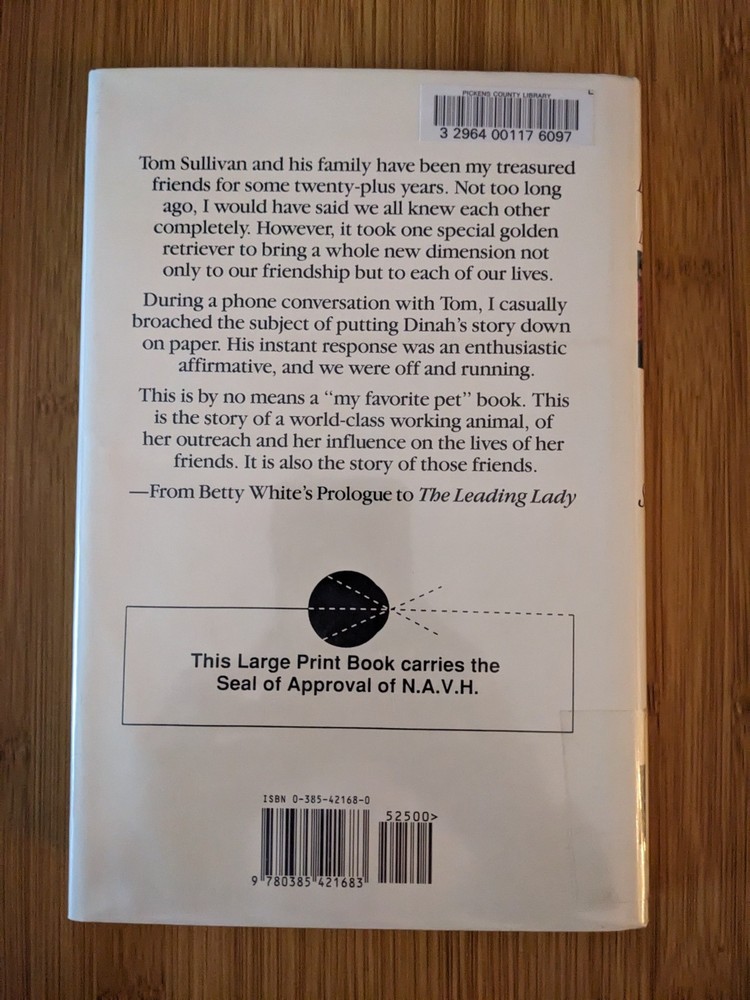 PICKENS COUNTY LIBRARY
3 2964 00117 6097
Tom Sullivan and his family have been my treasured
friends for some twenty-plus years. Not too long
ago, I would have said we all knew each other
completely. However, it took one special golden
retriever to bring a whole new dimension not
only to our friendship but to each of our lives.
During a phone conversation with Tom, I casually
broached the subject of putting Dinah's story down
on paper. His instant response was an enthusiastic
affirmative, and we were off and running.
This is by no means a “my favorite pet” book. This
is the story of a world-class working animal, of
her outreach and her influence on the lives of her
friends. It is also the story of those friends.
—From Betty White's Prologue to The Leading Lady
This Large Print Book carries the
Seal of Approval of N.A.V.H.
ISBN 0-385-42168-0
52500>
9 780385 421683